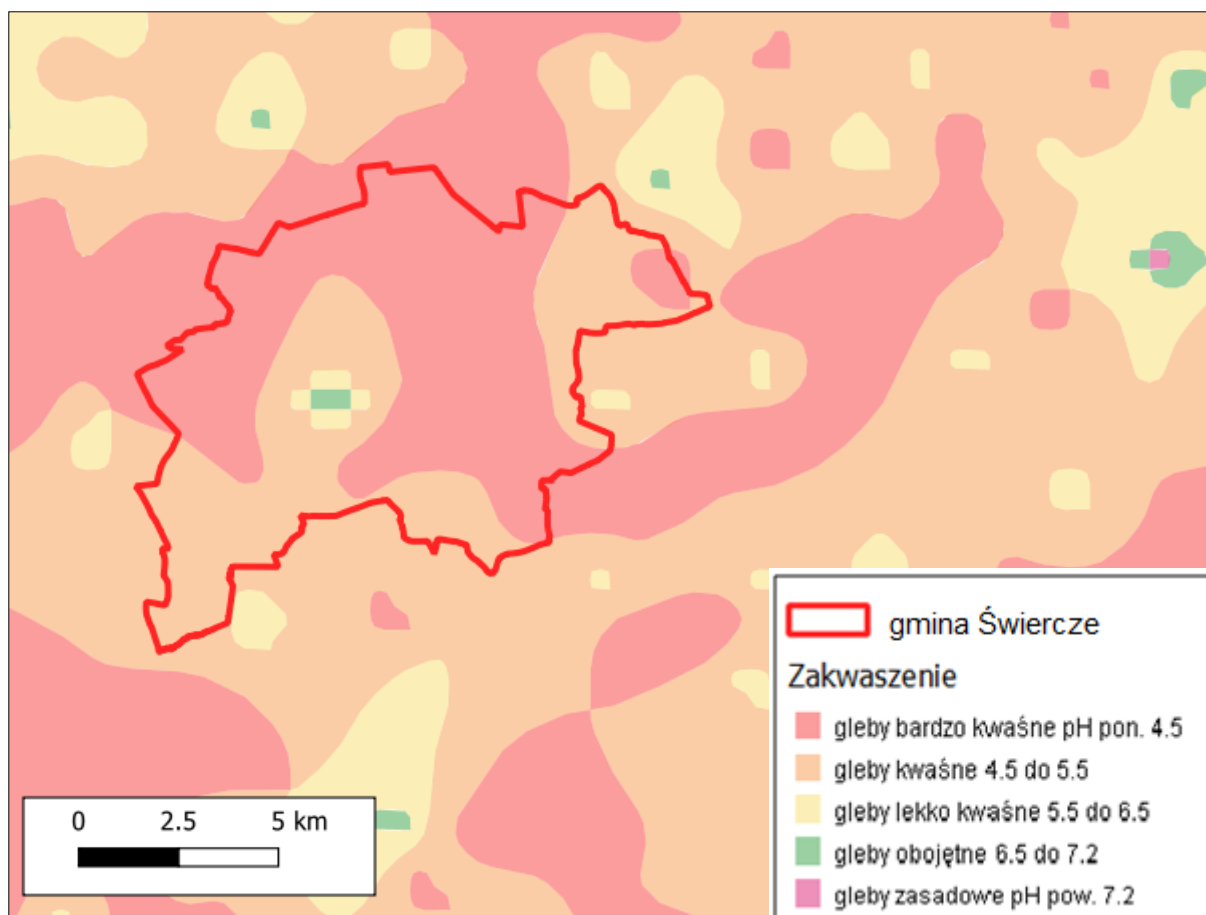 gmina Świercze
Zakwaszenie
gleby bardzo kwaśne pH pon. 4.5
gleby kwaśne 4.5 do 5.5
gleby lekko kwaśne 5.5 do 6.5
gleby obojętne 6.5 do 7.2
gleby zasadowe pH pow. 7.2
0 2.5 5 km